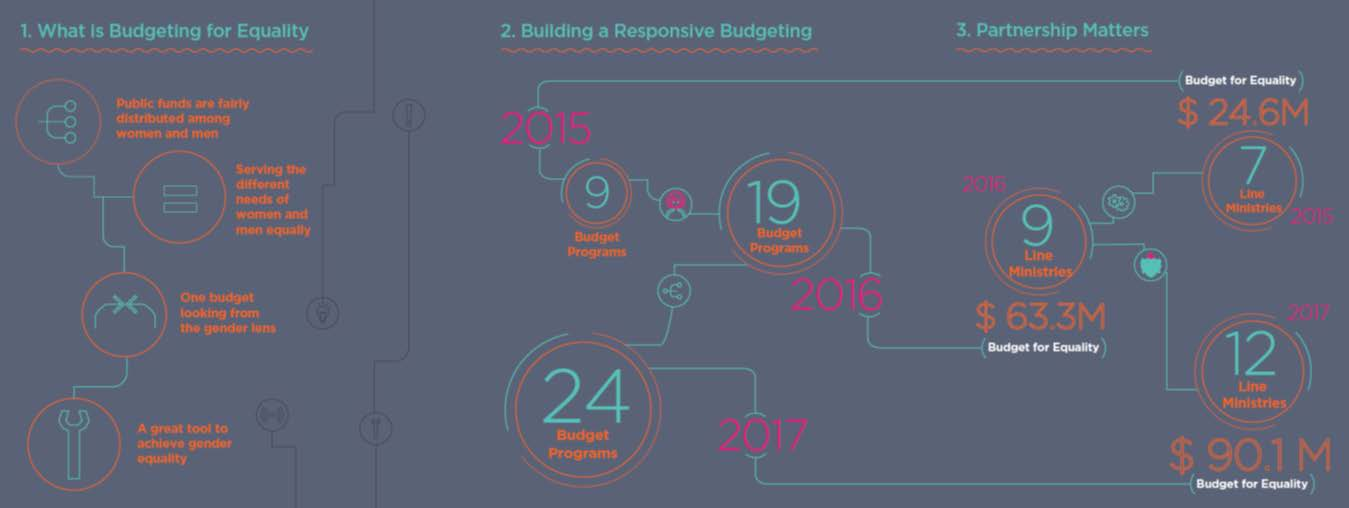 1. What is Budgeting for Equality
Public funds are fairly
distributed among
women and men
Serving the
different
needs of
women and
men equally
One budget
looking from
the gender lens
A great tool to
achieve gender
equality
2. Building a Responsive Budgeting
2015
9
Budget
Programs
19
Budget
Programs
2016
24
Budget
Programs
2017
3. Partnership Matters
(Budget for Equality)
$ 24.6M
7
Line
Ministries
2015
2016
9
Line
Ministries
$ 63.3M
(Budget for Equality)
2017
12
Line
Ministries
$ 90.1 M
(Budget for Equality)